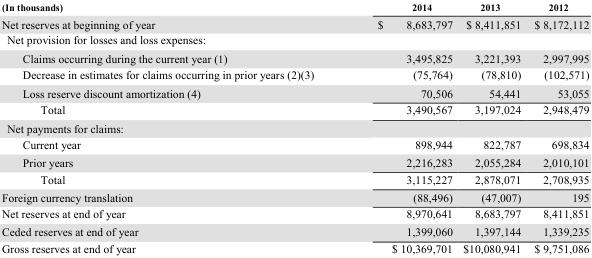 (In thousands) 2014 2013 2012
Net reserves at beginning of year $ 8,683,797 $ 8,411,851 $ 8,172,112
Net provision for losses and loss expenses:
Claims occurring during the current year (1) 3,495,825 3,221,393 2,997,995
Decrease in estimates for claims occurring in prior years (2)(3) (75,764) (78,810) (102,571)
Loss reserve discount amortization (4) 70,506 54,441 53,055
Total 3,490,567 3,197,024 2,948,479
Net payments for claims:
Current year 898,944 822,787 698,834
Prior years 2,216,283 2,055,284 2,010,101
Total 3,115,227 2,878,071 2,708,935
Foreign currency translation (88,496) (47,007) 195
Net reserves at end of year 8,970,641 8,683,797 8,411,851
Ceded reserves at end of year 1,399,060 1,397,144 1,339,235
Gross reserves at end of year $ 10,369,701 $10,080,941 $ 9,751,086